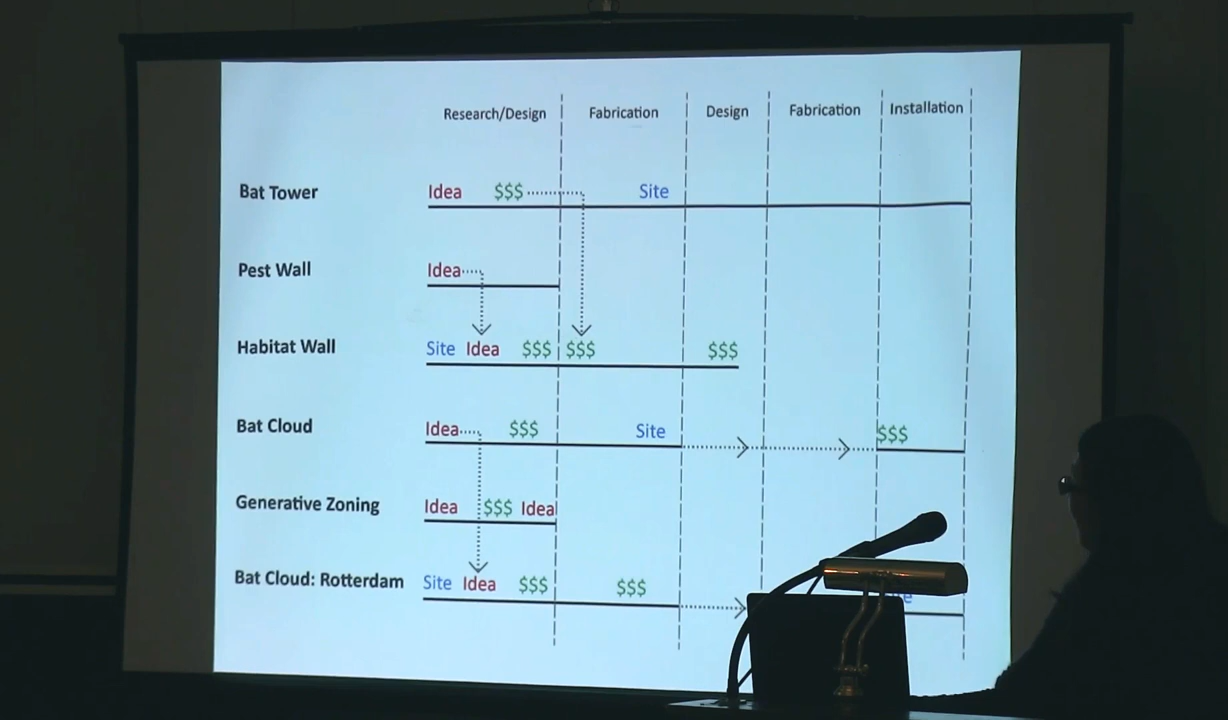 Research/Design Fabrication Design Fabrication Installation
Bat Tower Idea $$$ Site
Pest Wall Idea
Habitat Wall Site Idea $$$ $$$ $$$
Bat Cloud Idea $$$ Site $$$
Generative Zoning Idea $$$ Idea
Bat Cloud: Rotterdam Site Idea $$$ $$$